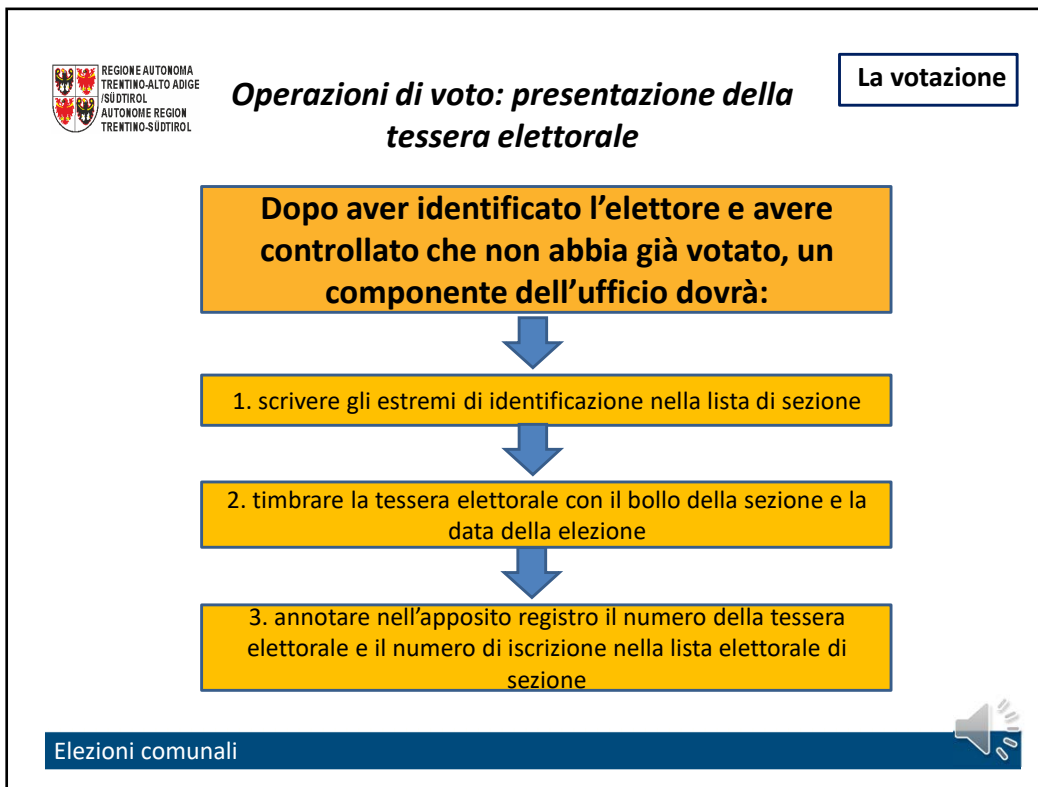 REGIONE AUTONOMA
TRENTINO-ALTO ADIGE
/SÜDTIROL
AUTONOME REGION
TRENTINO-SÜDTIROL
La votazione
Operazioni di voto: presentazione della
tessera elettorale
Dopo aver identificato l’elettore e avere
controllato che non abbia già votato, un
componente dell’ufficio dovrà:
1. scrivere gli estremi di identificazione nella lista di sezione
2. timbrare la tessera elettorale con il bollo della sezione e la
data della elezione
3. annotare nell’apposito registro il numero della tessera
elettorale e il numero di iscrizione nella lista elettorale di
sezione
Elezioni comunali